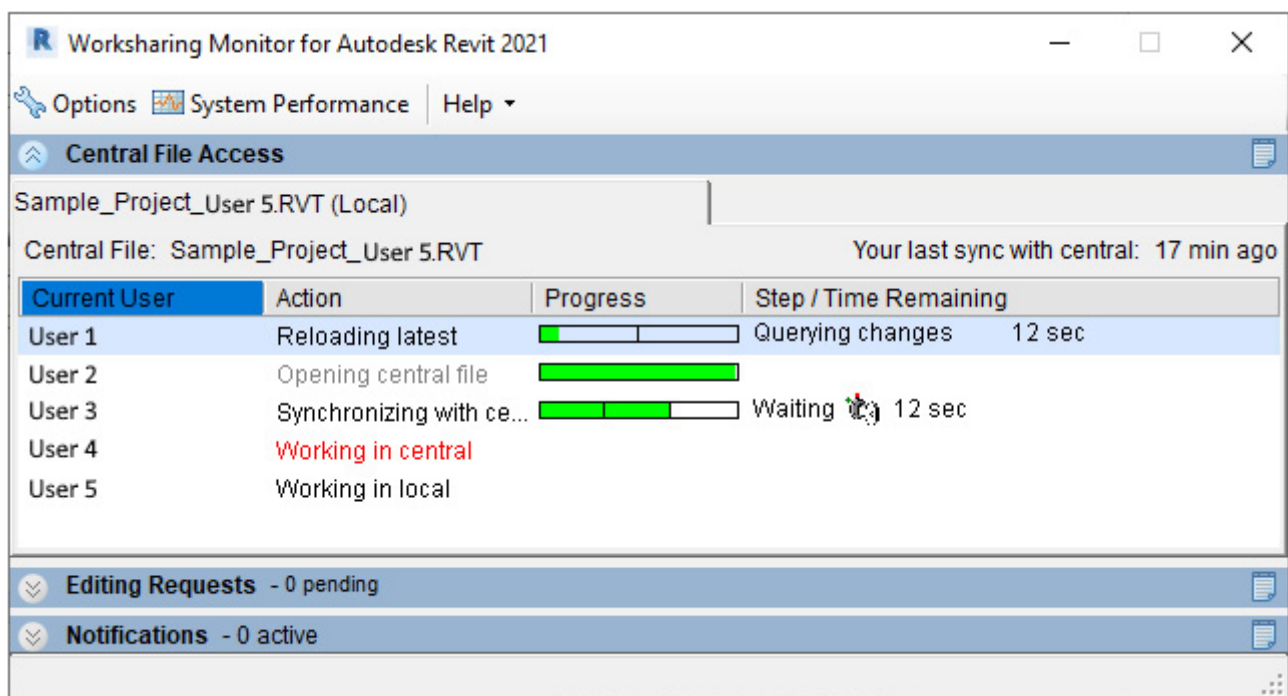 R Worksharing Monitor for Autodesk Revit 2021
Options System Performance Help
Central File Access
Sample_Project_User 5.RVT (Local)
Central File: Sample_Project_User 5.RVT Your last sync with central: 17 min ago
Current User Action Progress Step / Time Remaining
User 1 Reloading latest Querying changes 12 sec
User 2 Opening central file
User 3 Synchronizing with ce... Waiting 12 sec
User 4 Working in central
User 5 Working in local
Editing Requests - 0 pending
Notifications - 0 active